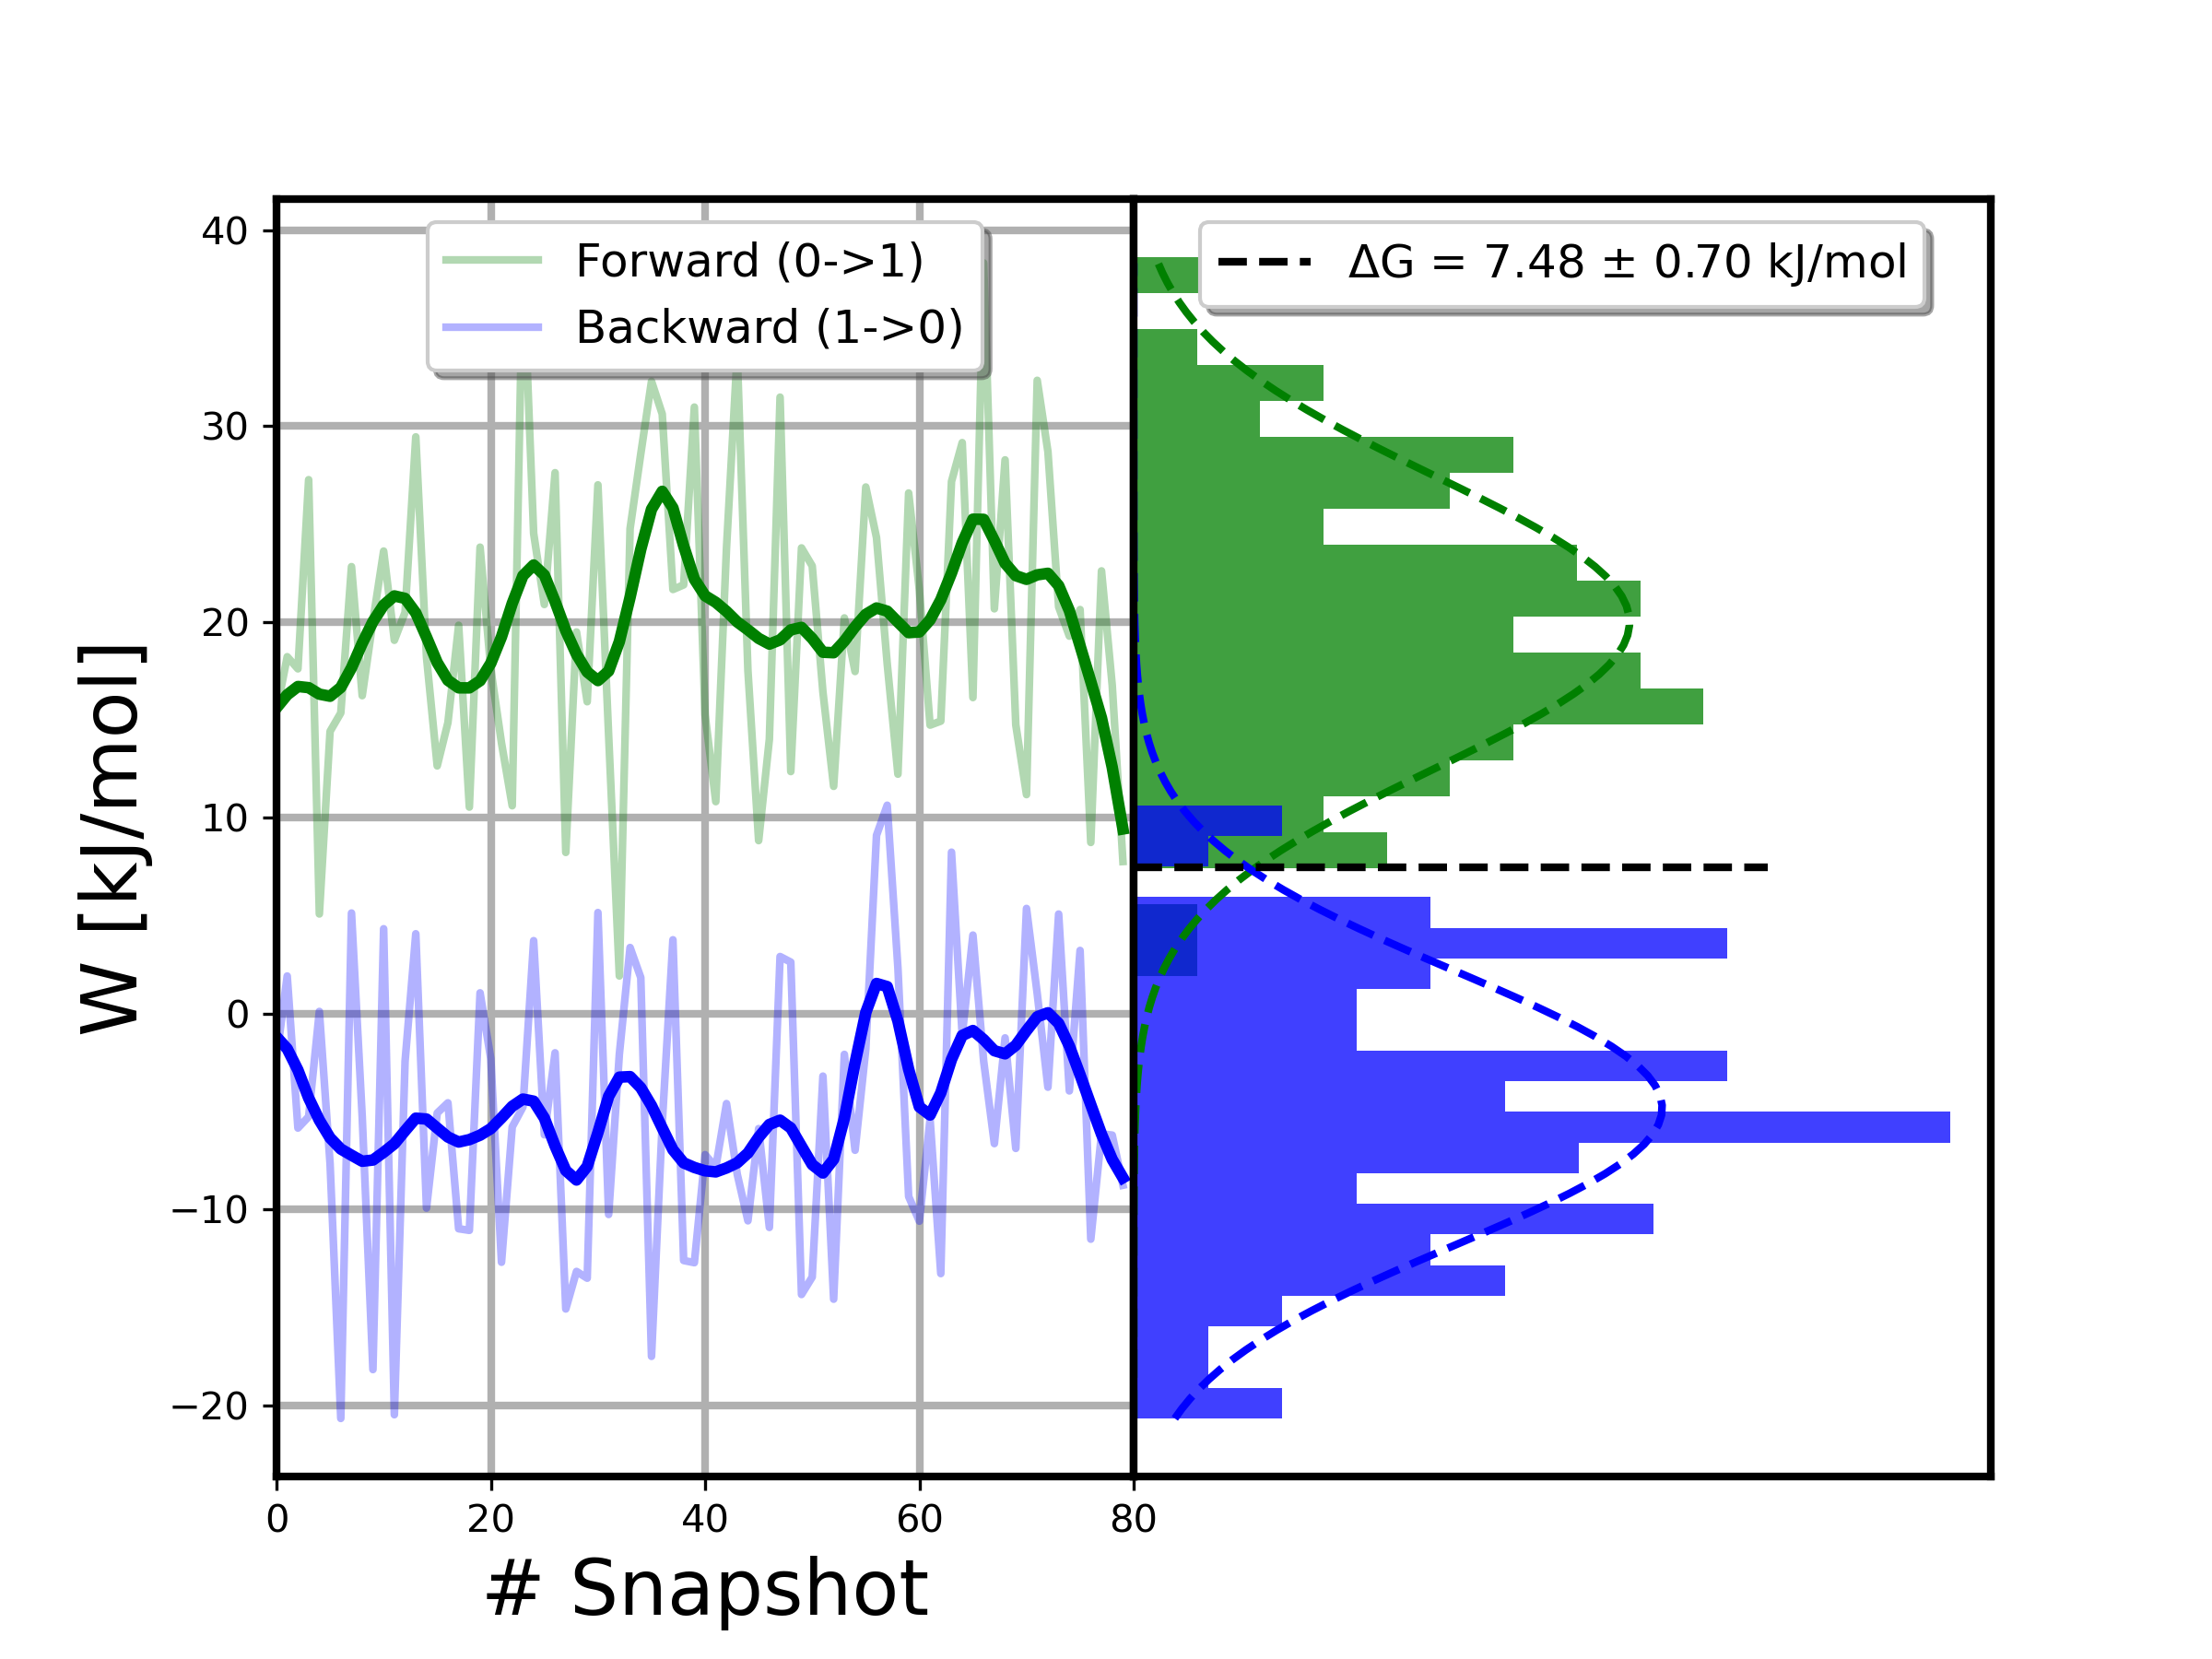 40
30
20
10
0
−10
−20
W [kJ/mol]
Forward (0->1)
Backward (1->0)
ΔG = 7.48 ± 0.70 kJ/mol
0 20 40 60 80
# Snapshot